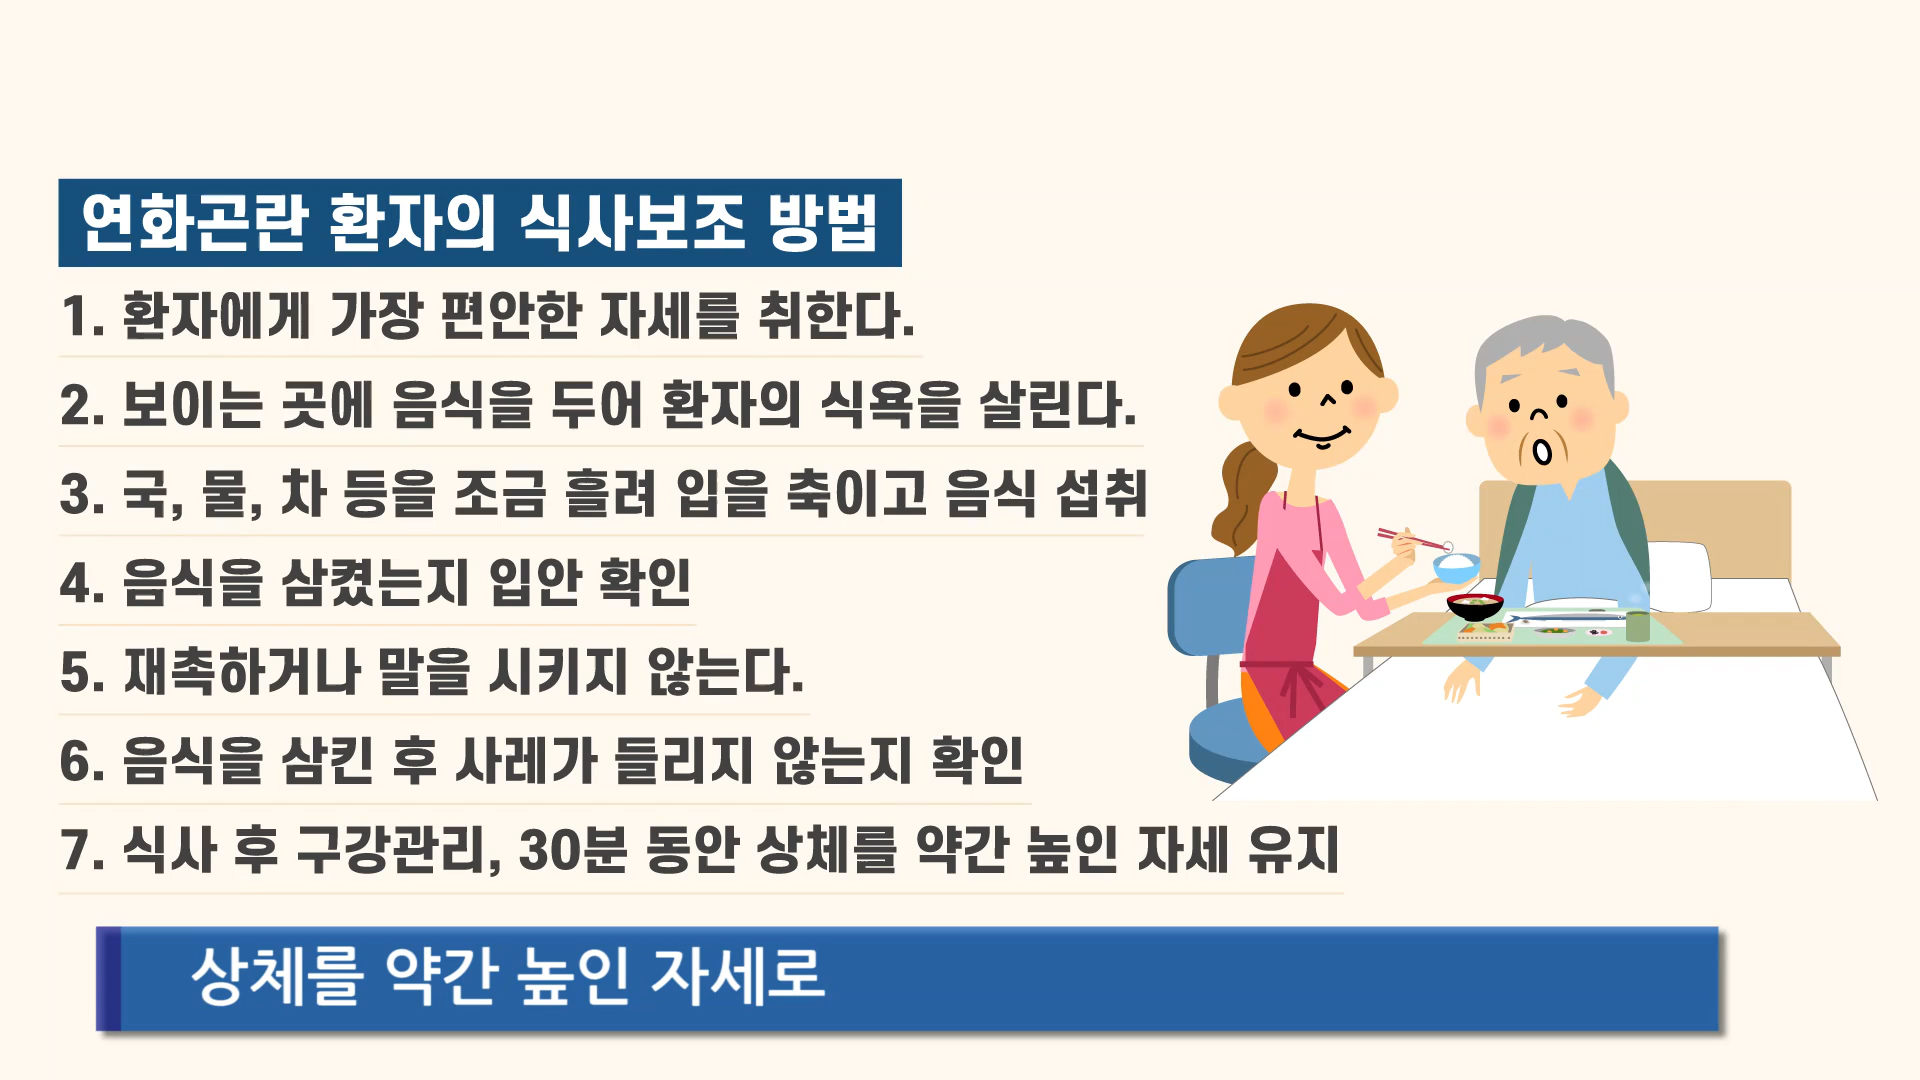 연화곤란 환자의 식사보조 방법
1. 환자에게 가장 편안한 자세를 취한다.
2. 보이는 곳에 음식을 두어 환자의 식욕을 살린다.
3. 국, 물, 차 등을 조금 흘려 입을 축이고 음식 섭취
4. 음식을 삼켰는지 입안 확인
5. 재촉하거나 말을 시키지 않는다.
6. 음식을 삼킨 후 사레가 들리지 않는지 확인
7. 식사 후 구강관리, 30분 동안 상체를 약간 높인 자세 유지
상체를 약간 높인 자세로